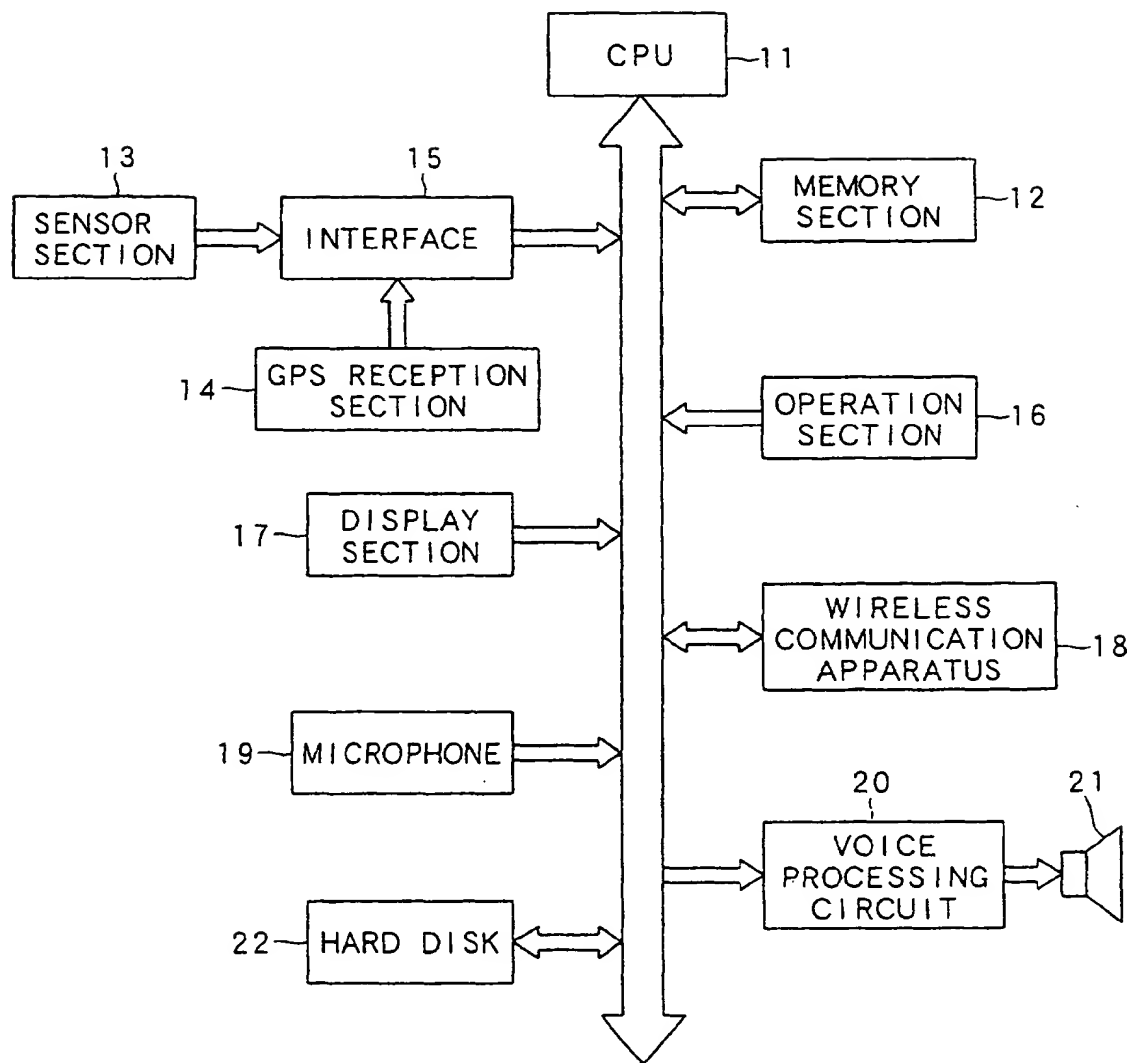 CPU
11
13
SENSOR
SECTION
15
INTERFACE
MEMORY
SECTION
12
14
GPS RECEPTION
SECTION
OPERATION
SECTION
16
17
DISPLAY
SECTION
WIRELESS
COMMUNICATION
APPARATUS
18
19
MICROPHONE
20
VOICE
PROCESSING
CIRCUIT
21
22
HARD DISK